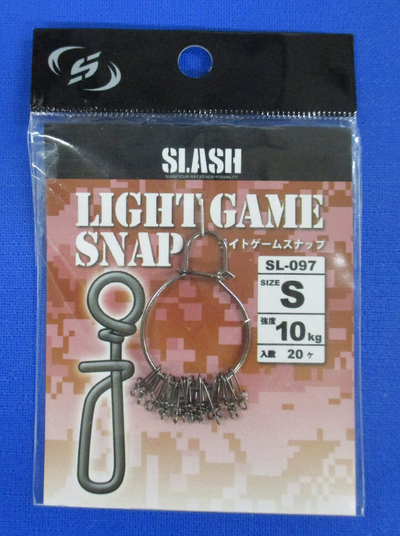 SLASH
LIGHT GAME
SNAP
ライトゲームスナップ
SL-097
SIZE
S
強度
10kg
入数 20ヶ